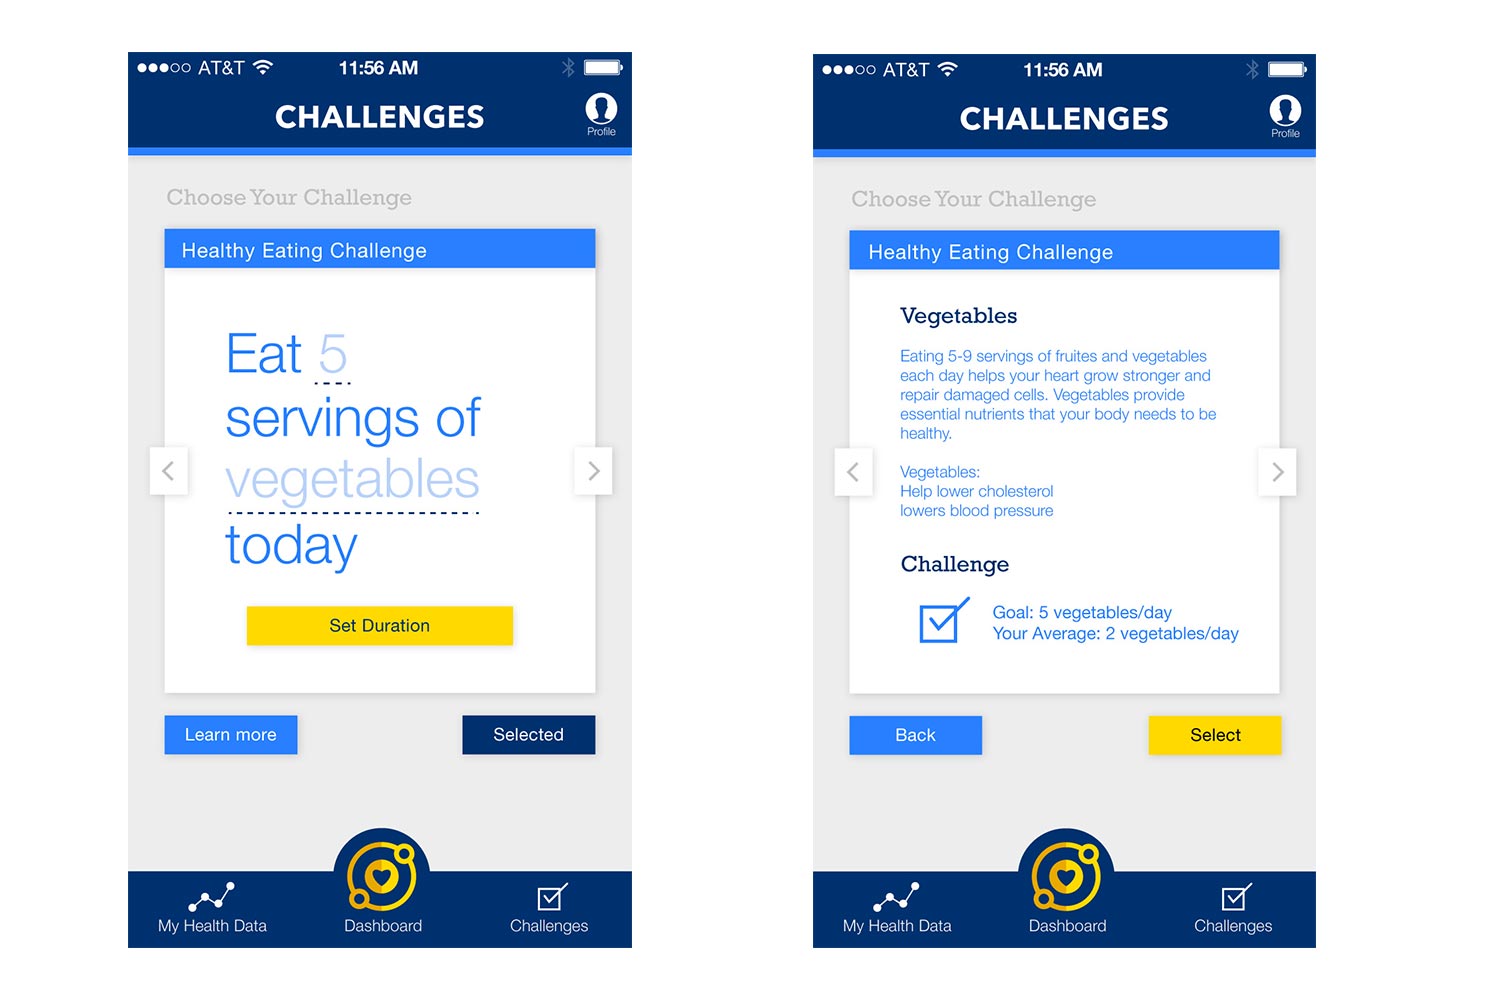 AT&T 11:56 AM
CHALLENGES
Profile
Choose Your Challenge
Healthy Eating Challenge
Eat 5
servings of
vegetables
today
Set Duration
Learn more
Selected
My Health Data
Dashboard
Challenges
AT&T 11:56 AM
CHALLENGES
Profile
Choose Your Challenge
Healthy Eating Challenge
Vegetables
Eating 5-9 servings of fruites and vegetables
each day helps your heart grow stronger and
repair damaged cells. Vegetables provide
essential nutrients that your body needs to be
healthy.
Vegetables:
Help lower cholesterol
lowers blood pressure
Challenge
Goal: 5 vegetables/day
Your Average: 2 vegetables/day
Back
Select
My Health Data
Dashboard
Challenges